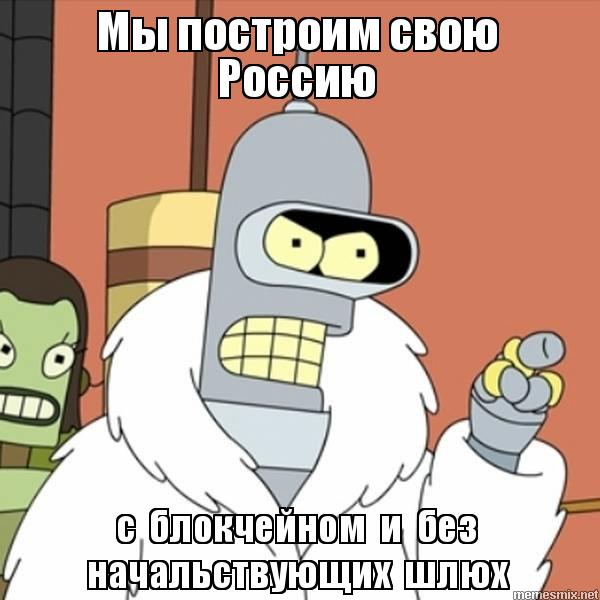 Мы построим свою
Россию
с блокчейном и без
начальствующих шлюх
memesmix.net